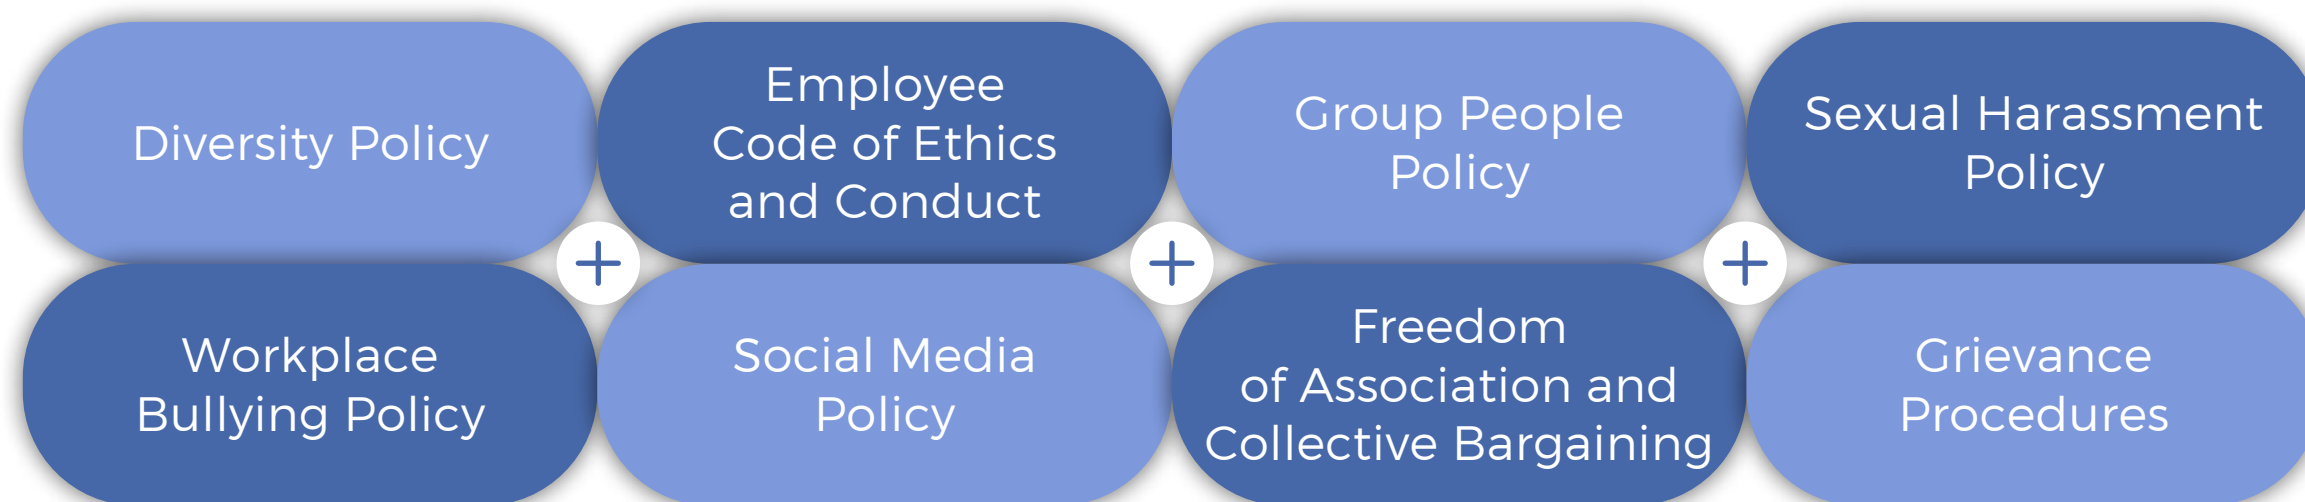 Diversity Policy
Employee
Code of Ethics
and Conduct
Group People
Policy
Sexual Harassment
Policy
Workplace
Bullying Policy
Social Media
Policy
Freedom
of Association and
Collective Bargaining
Grievance
Procedures